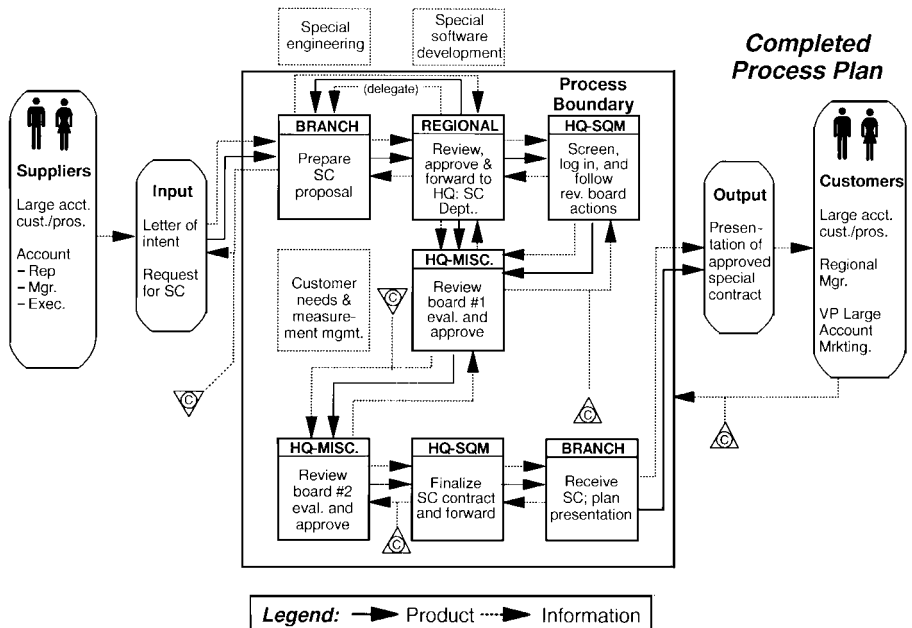 Special
engineering
Special
software
development
Completed
Process Plan
Process
Boundary
(delegate)
Suppliers
Large acct.
cust./pros.
Account
– Rep
– Mgr.
– Exec.
Input
Letter of
intent
Request
for SC
BRANCH
Prepare
SC
proposal
REGIONAL
Review,
approve &
forward to
HQ: SC
Dept..
HQ-SQM
Screen,
log in, and
follow
rev. board
actions
Customer
needs &
measure-
ment mgmt.
C
HQ-MISC.
Review
board #1
eval. and
approve
C
C
C
HQ-MISC.
Review
board #2
eval. and
approve
C
HQ-SQM
Finalize
SC contract
and forward
BRANCH
Receive
SC; plan
presentation
Output
Presen-
tation of
approved
special
contract
Customers
Large acct.
cust./pros.
Regional
Mgr.
VP Large
Account
Mrkting.
Legend: Product Information